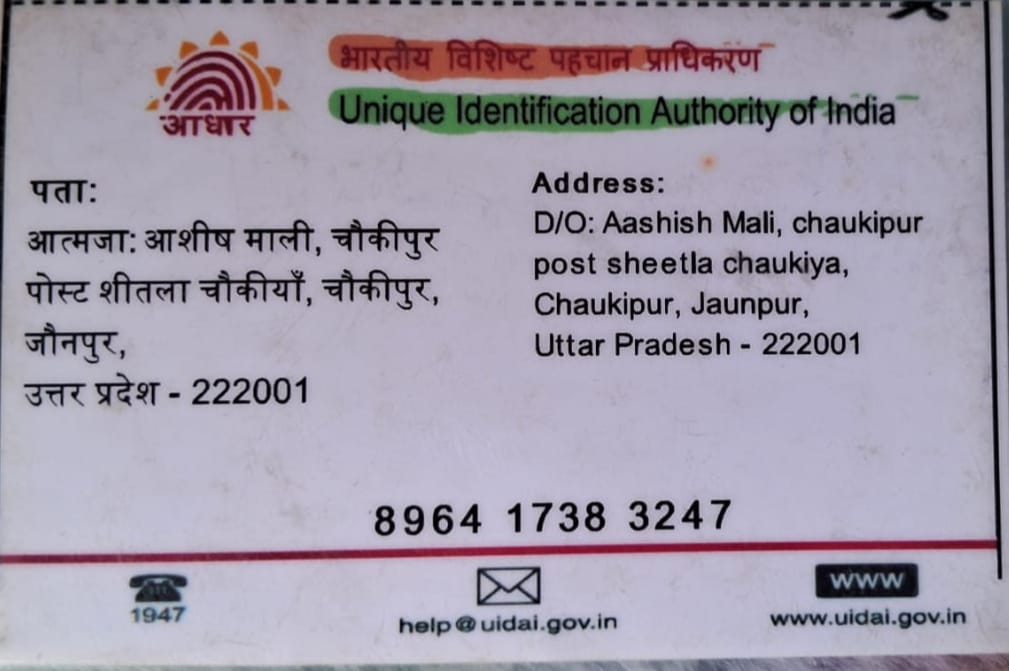 भारतीय विशिष्ट पहचान प्राधिकरण
Unique Identification Authority of India
आधार
पता:
आत्मजा: आशीष माली, चौकीपुर
पोस्ट शीतला चौकीयाँ, चौकीपुर,
जौनपुर,
उत्तर प्रदेश - 222001
Address:
D/O: Aashish Mali, chaukipur
post sheetla chaukiya,
Chaukipur, Jaunpur,
Uttar Pradesh - 222001
8964 1738 3247
1947
help@uidai.gov.in
www
www.uidai.gov.in